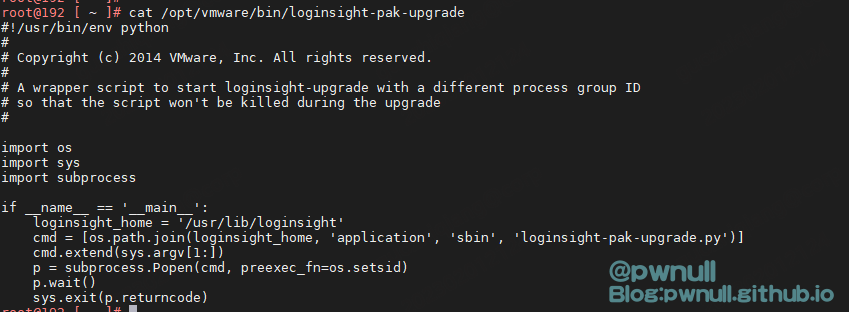 root@192 [ ~ ]# cat /opt/vmware/bin/loginsight-pak-upgrade
#!/usr/bin/env python
#
# Copyright (c) 2014 VMware, Inc. All rights reserved.
#
# A wrapper script to start loginsight-upgrade with a different process group ID
# so that the script won't be killed during the upgrade
#

import os
import sys
import subprocess

if __name__ == '__main__':
    loginsight_home = '/usr/lib/loginsight'
    cmd = [os.path.join(loginsight_home, 'application', 'sbin', 'loginsight-pak-upgrade.py')]
    cmd.extend(sys.argv[1:])
    p = subprocess.Popen(cmd, preexec_fn=os.setsid)
    p.wait()
    sys.exit(p.returncode)
root@192 [ ~ ]#
@pwnull
Blog:pwnull.github.io